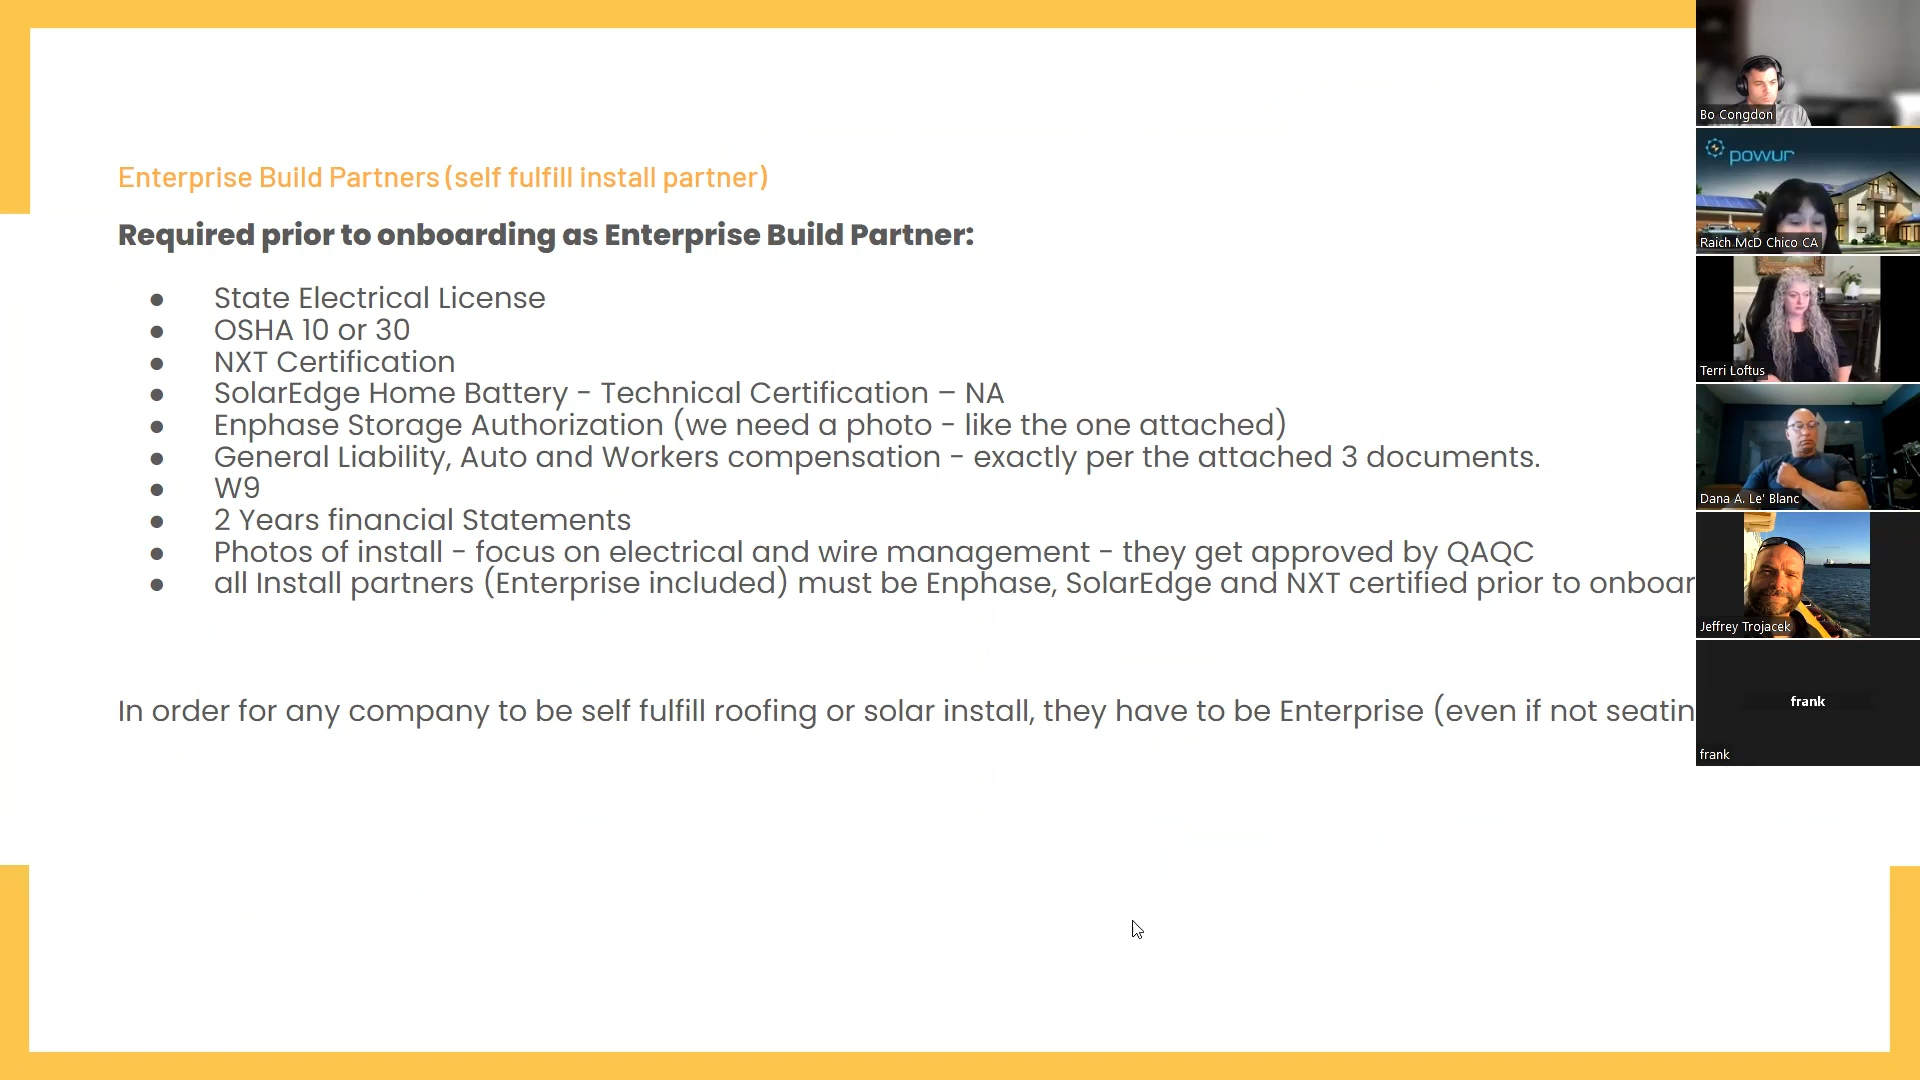 Enterprise Build Partners (self fulfill install partner)
Required prior to onboarding as Enterprise Build Partner:
● State Electrical License
● OSHA 10 or 30
● NXT Certification
● SolarEdge Home Battery - Technical Certification – NA
● Enphase Storage Authorization (we need a photo - like the one attached)
● General Liability, Auto and Workers compensation - exactly per the attached 3 documents.
● W9
● 2 Years financial Statements
● Photos of install - focus on electrical and wire management - they get approved by QAQC
● all Install partners (Enterprise included) must be Enphase, SolarEdge and NXT certified prior to onboar
In order for any company to be self fulfill roofing or solar install, they have to be Enterprise (even if not seatin
Bo Congdon
powur
Raich McD Chico CA
Terri Loftus
Dana A. Le' Blanc
Jeffrey Trojacek
frank
frank